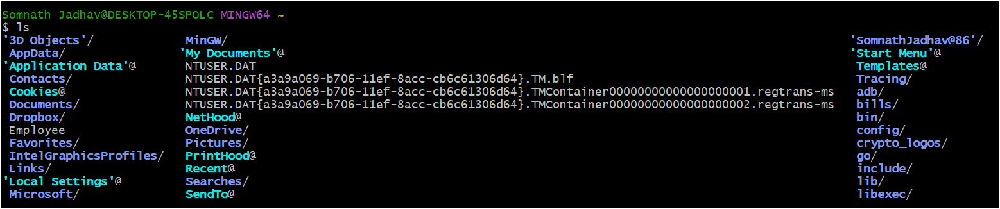 Somnath Jadhav@DESKTOP-45SPOLC MINGW64 ~
$ ls
'3D Objects'/ MinGW/ 'SomnathJadhav@86'/
AppData/ 'My Documents'@ 'Start Menu'@
'Application Data'@ NTUSER.DAT Templates@
Contacts/ NTUSER.DAT{a3a9a069-b706-11ef-8acc-cb6c61306d64}.TM.blf Tracing/
Cookies@ NTUSER.DAT{a3a9a069-b706-11ef-8acc-cb6c61306d64}.TMContainer00000000000000000001.regtrans-ms adb/
Documents/ NTUSER.DAT{a3a9a069-b706-11ef-8acc-cb6c61306d64}.TMContainer00000000000000000002.regtrans-ms bills/
Dropbox/ NetHood@ bin/
Employee OneDrive/ config/
Favorites/ Pictures/ crypto_logos/
IntelGraphicsProfiles/ PrintHood@ go/
Links/ Recent@ include/
'Local Settings'@ Searches/ lib/
Microsoft/ SendTo@ libexec/